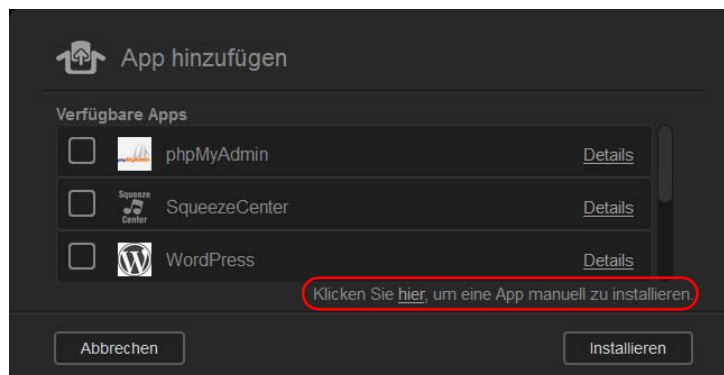 App hinzufügen
Verfügbare Apps
phpMyAdmin
Details
Squeeze
Center
SqueezeCenter
Details
WordPress
Details
Klicken Sie hier, um eine App manuell zu installieren.
Abbrechen
Installieren